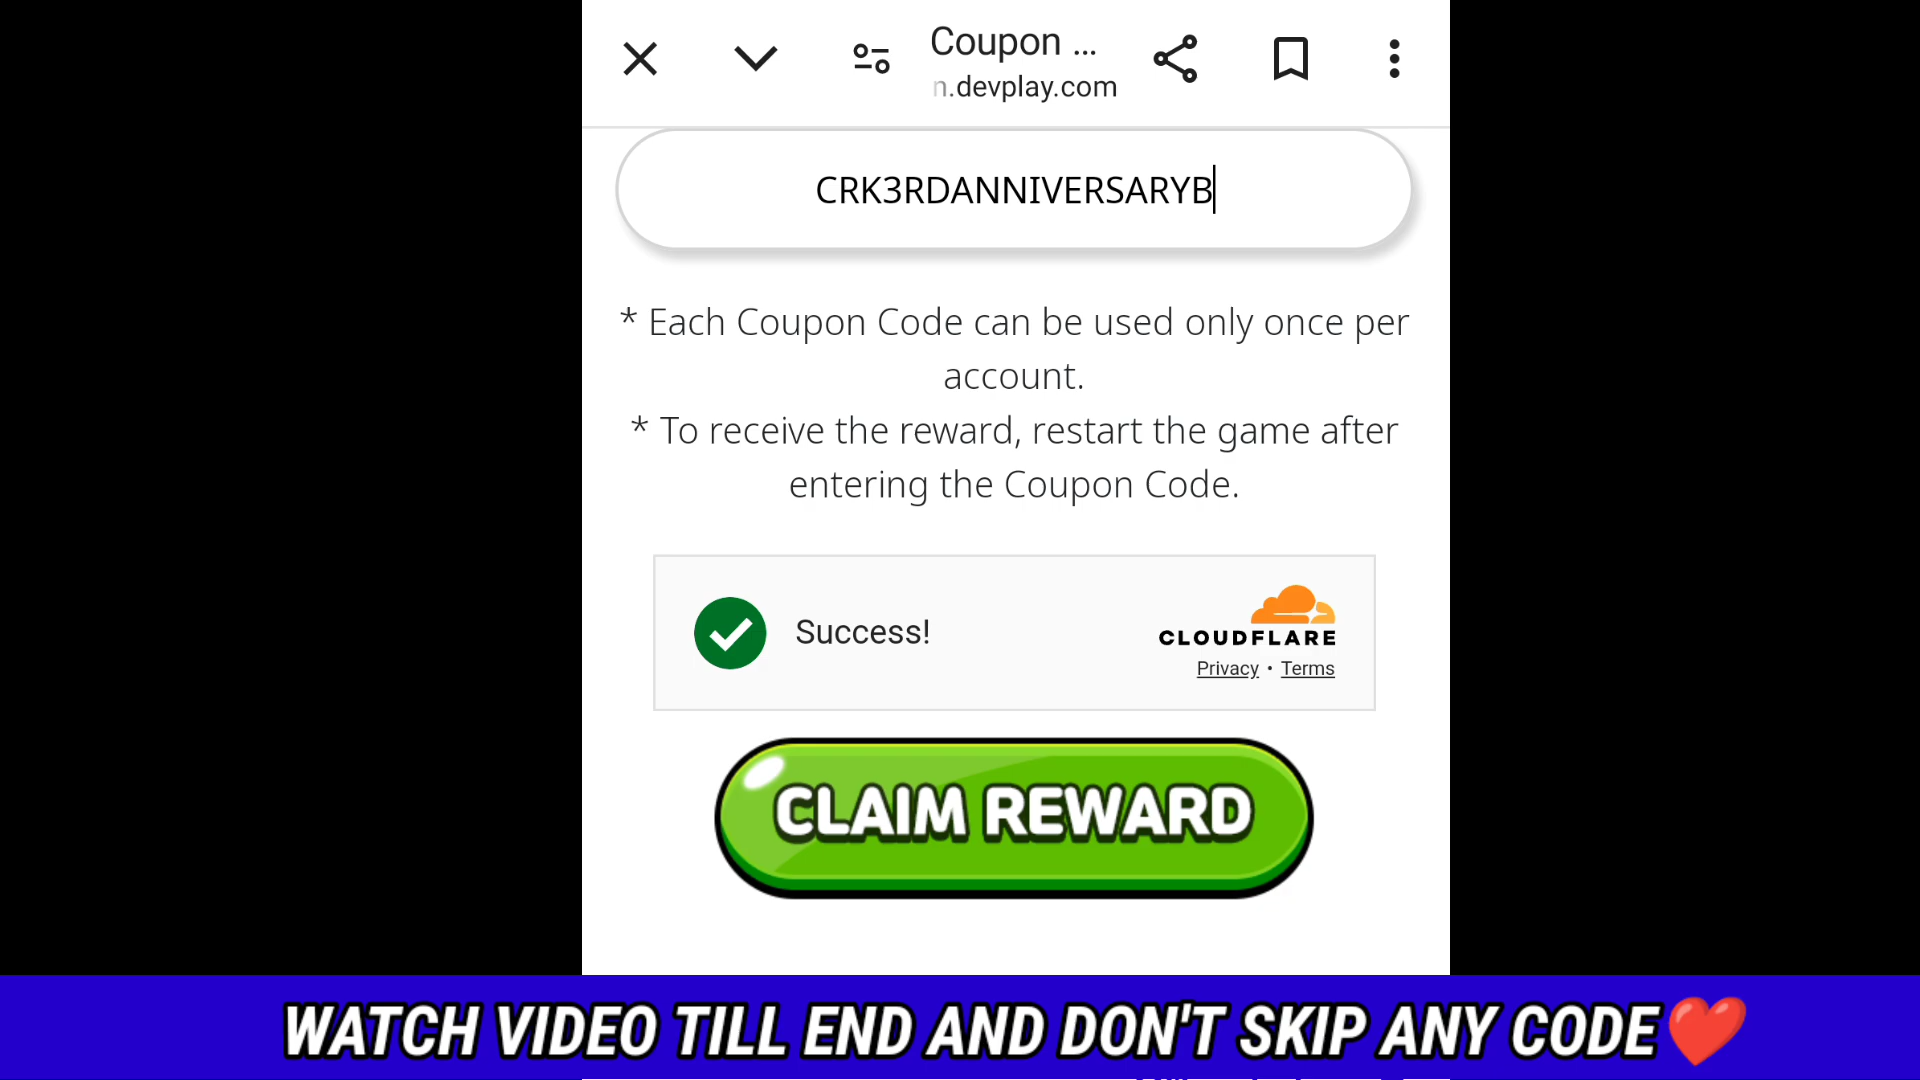 Coupon ...
n.devplay.com
CRK3RDANNIVERSARYB
* Each Coupon Code can be used only once per
account.
* To receive the reward, restart the game after
entering the Coupon Code.
Success!
CLOUDFLARE
Privacy • Terms
CLAIM REWARD
WATCH VIDEO TILL END AND DON'T SKIP ANY CODE❤️